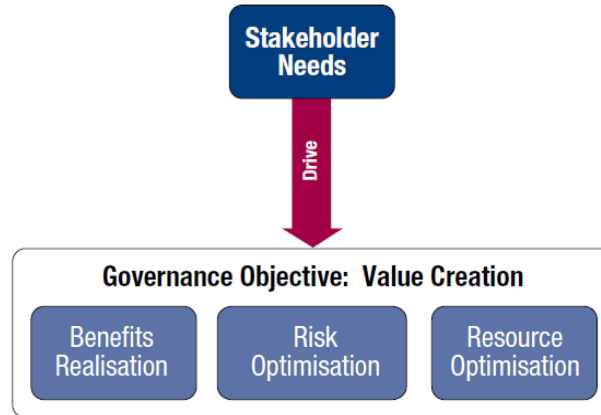 Stakeholder
Needs
Drive
Governance Objective:  Value Creation
Benefits
Realisation
Risk
Optimisation
Resource
Optimisation